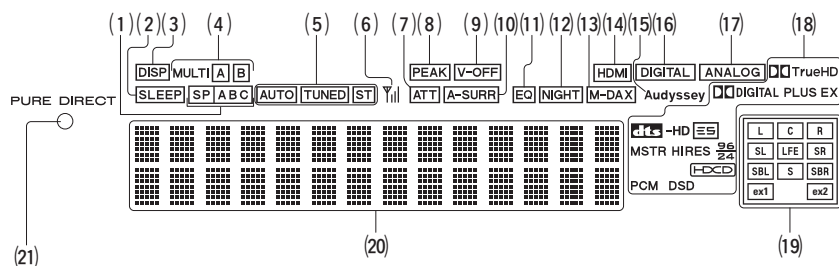 (1) (2) (3) (4) (5) (6) (7) (8) (9) (10) (11) (12) (13) (14) (15) (16) (17) (18)
DISP MULTI A B PEAK V-OFF HDMI DIGITAL ANALOG TrueHD
SLEEP SP A B C AUTO TUNED ST ATT A-SURR EQ NIGHT M-DAX Audyssey DIGITAL PLUS EX
PURE DIRECT
dts -HD ES
MSTR HIRES 96/24
HDCD
PCM DSD
L C R
SL LFE SR
SBL S SBR
ex1 ex2
(21) (20) (19)